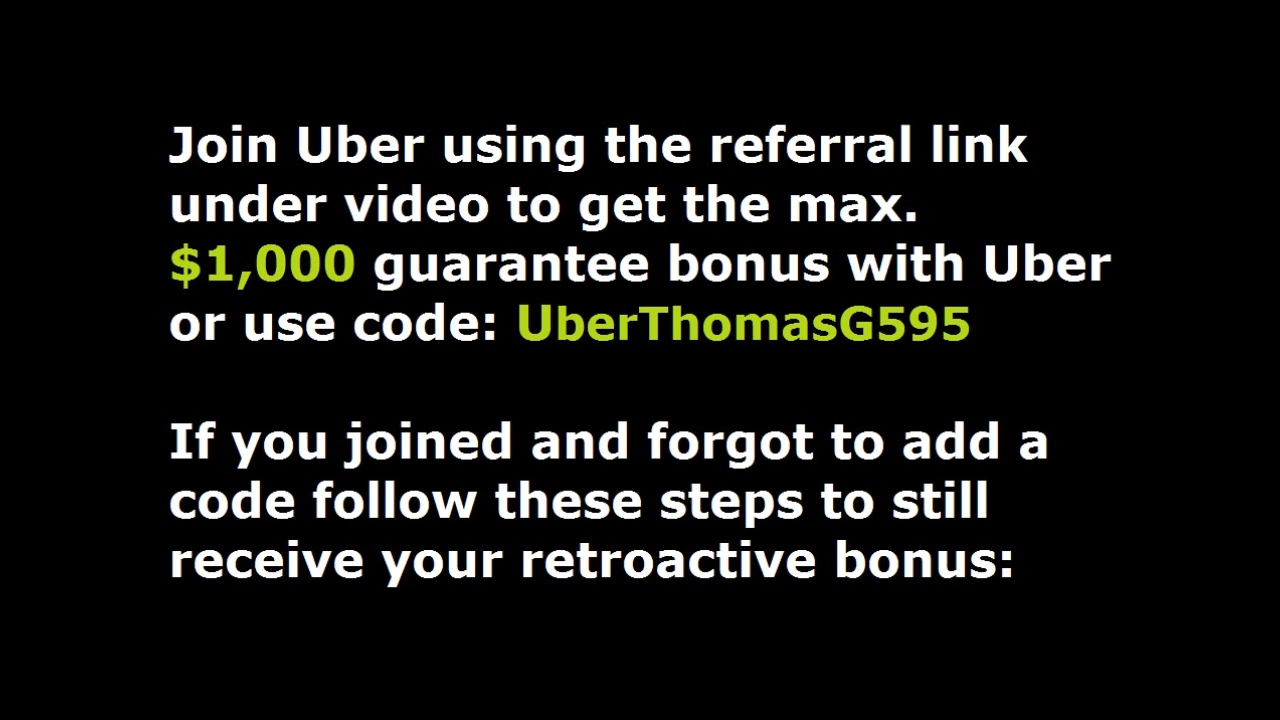 Join Uber using the referral link
under video to get the max.
$1,000 guarantee bonus with Uber
or use code: UberThomasG595
If you joined and forgot to add a
code follow these steps to still
receive your retroactive bonus: